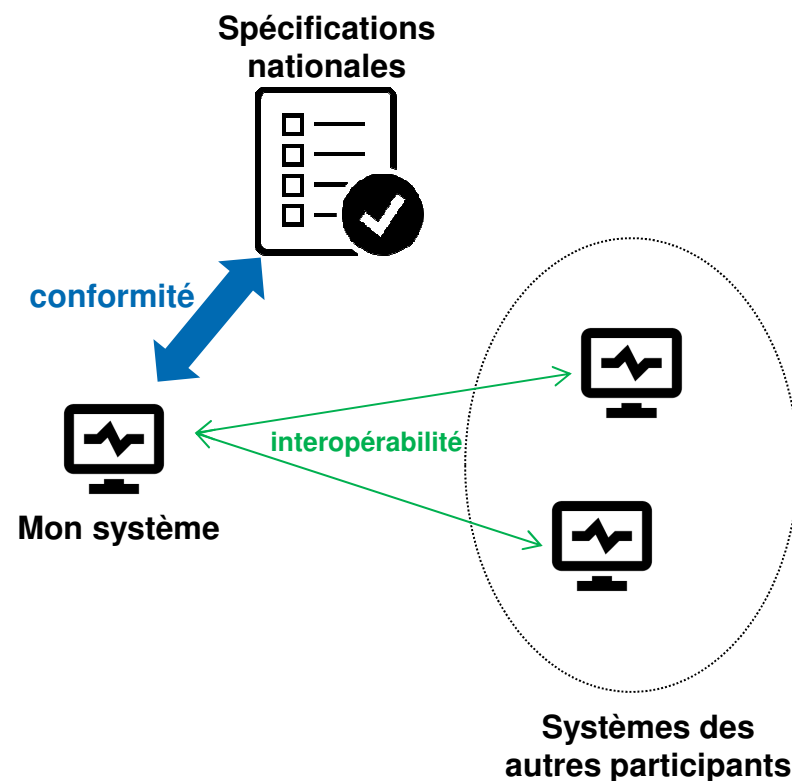 Spécifications
nationales
conformité
interopérabilité
Mon système
Systèmes des
autres participants